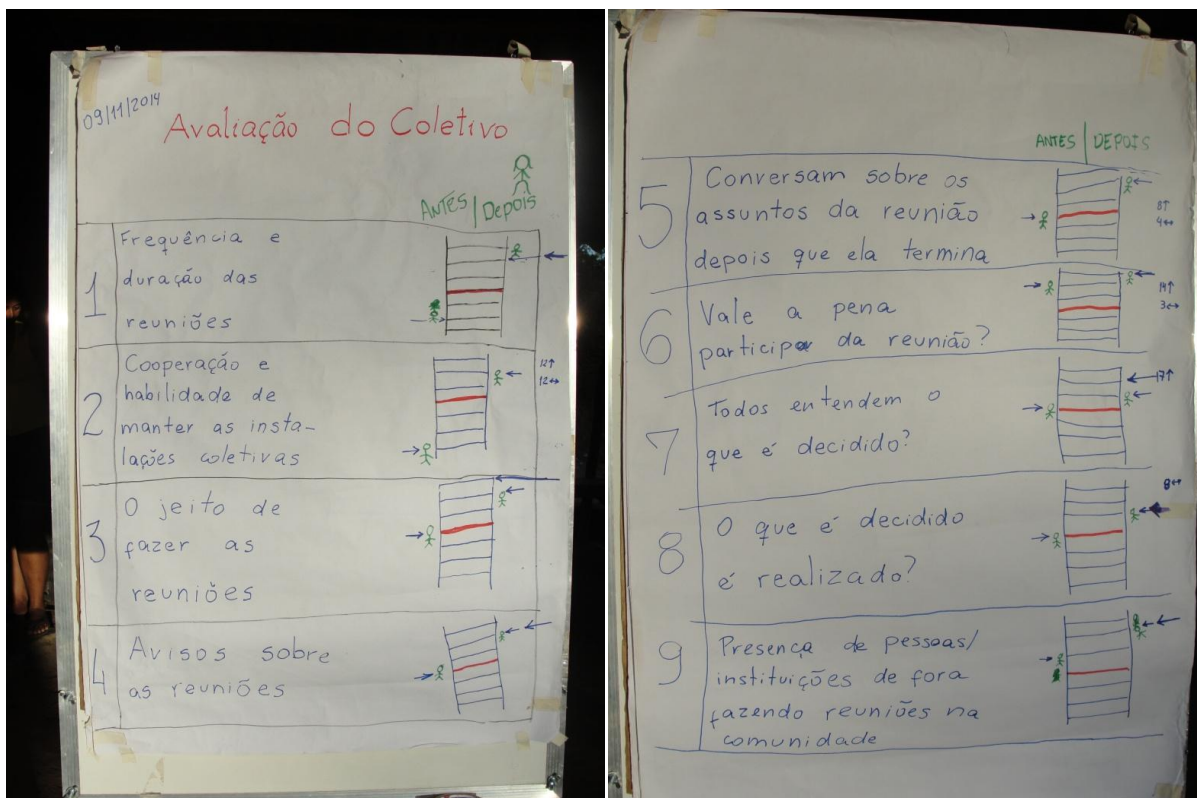 09/11/2014
Avaliação do Coletivo
ANTES | DEPOIS
1
Frequência e
duração das
reuniões
2
Cooperação e
habilidade de
manter as insta-
lações coletivas
12↑
12↔
3
O jeito de
fazer as
reuniões
4
Avisos sobre
as reuniões
ANTES | DEPOIS
5
Conversam sobre os
assuntos da reunião
depois que ela termina
8↑
4↔
6
Vale a pena
participa da reunião?
14↑
3↔
7
Todos entendem o
que é decidido?
17↑
8
O que é decidido
é realizado?
8↔
9
Presença de pessoas/
instituições de fora
fazendo reuniões na
comunidade